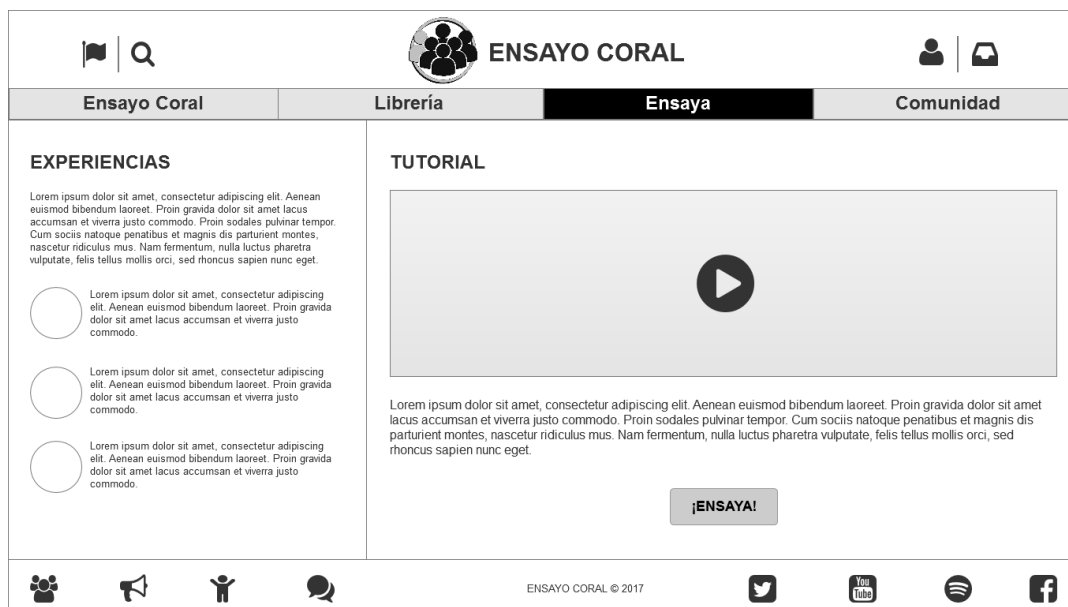 ENSAYO CORAL
Ensayo Coral
Librería
Ensaya
Comunidad
EXPERIENCIAS
Lorem ipsum dolor sit amet, consectetur adipiscing elit. Aenean
euismod bibendum laoreet. Proin gravida dolor sit amet lacus
accumsan et viverra justo commodo. Proin sodales pulvinar tempor.
Cum sociis natoque penatibus et magnis dis parturient montes,
nascetur ridiculus mus. Nam fermentum, nulla luctus pharetra
vulputate, felis tellus mollis orci, sed rhoncus sapien nunc eget.
Lorem ipsum dolor sit amet, consectetur adipiscing
elit. Aenean euismod bibendum laoreet. Proin gravida
dolor sit amet lacus accumsan et viverra justo
commodo.
Lorem ipsum dolor sit amet, consectetur adipiscing
elit. Aenean euismod bibendum laoreet. Proin gravida
dolor sit amet lacus accumsan et viverra justo
commodo.
Lorem ipsum dolor sit amet, consectetur adipiscing
elit. Aenean euismod bibendum laoreet. Proin gravida
dolor sit amet lacus accumsan et viverra justo
commodo.
TUTORIAL
Lorem ipsum dolor sit amet, consectetur adipiscing elit. Aenean euismod bibendum laoreet. Proin gravida dolor sit amet
lacus accumsan et viverra justo commodo. Proin sodales pulvinar tempor. Cum sociis natoque penatibus et magnis dis
parturient montes, nascetur ridiculus mus. Nam fermentum, nulla luctus pharetra vulputate, felis tellus mollis orci, sed
rhoncus sapien nunc eget.
¡ENSAYA!
ENSAYO CORAL © 2017
You
Tube